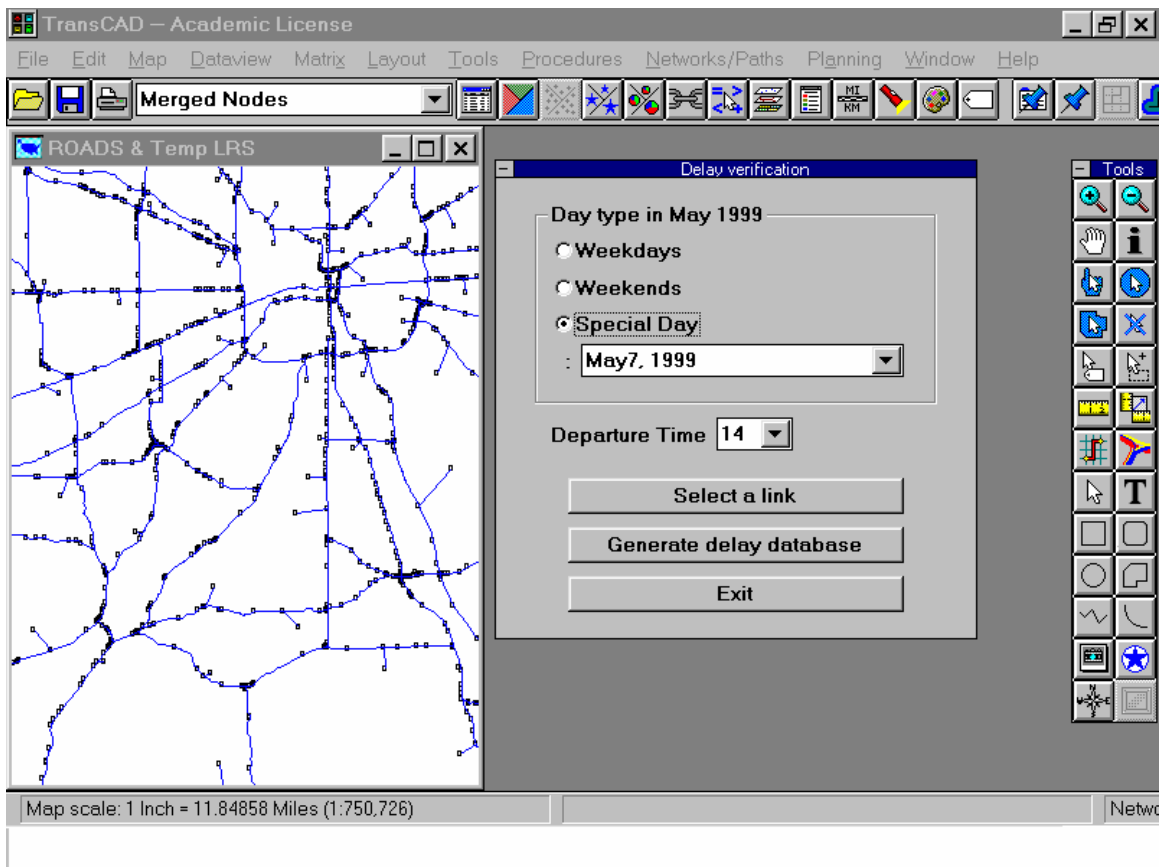 TransCAD – Academic License
File Edit Map Dataview Matrix Layout Tools Procedures Networks/Paths Planning Window Help
Merged Nodes
MI
KM
ROADS & Temp LRS
Delay verification
Tools
Day type in May 1999
Weekdays
Weekends
Special Day
: May7, 1999
Departure Time 14
Select a link
Generate delay database
Exit
Map scale: 1 Inch = 11.84858 Miles (1:750,726)